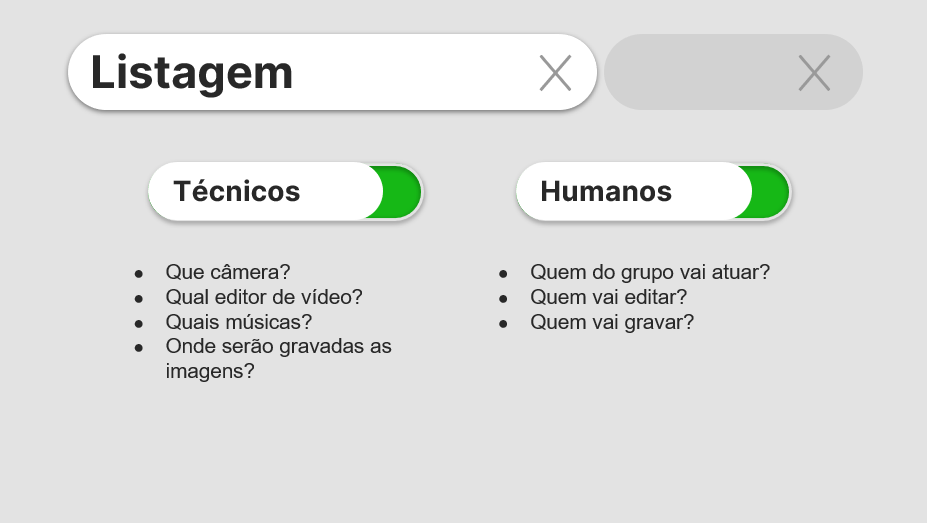 Listagem
Técnicos
● Que câmera?
● Qual editor de vídeo?
● Quais músicas?
● Onde serão gravadas as
imagens?
Humanos
● Quem do grupo vai atuar?
● Quem vai editar?
● Quem vai gravar?